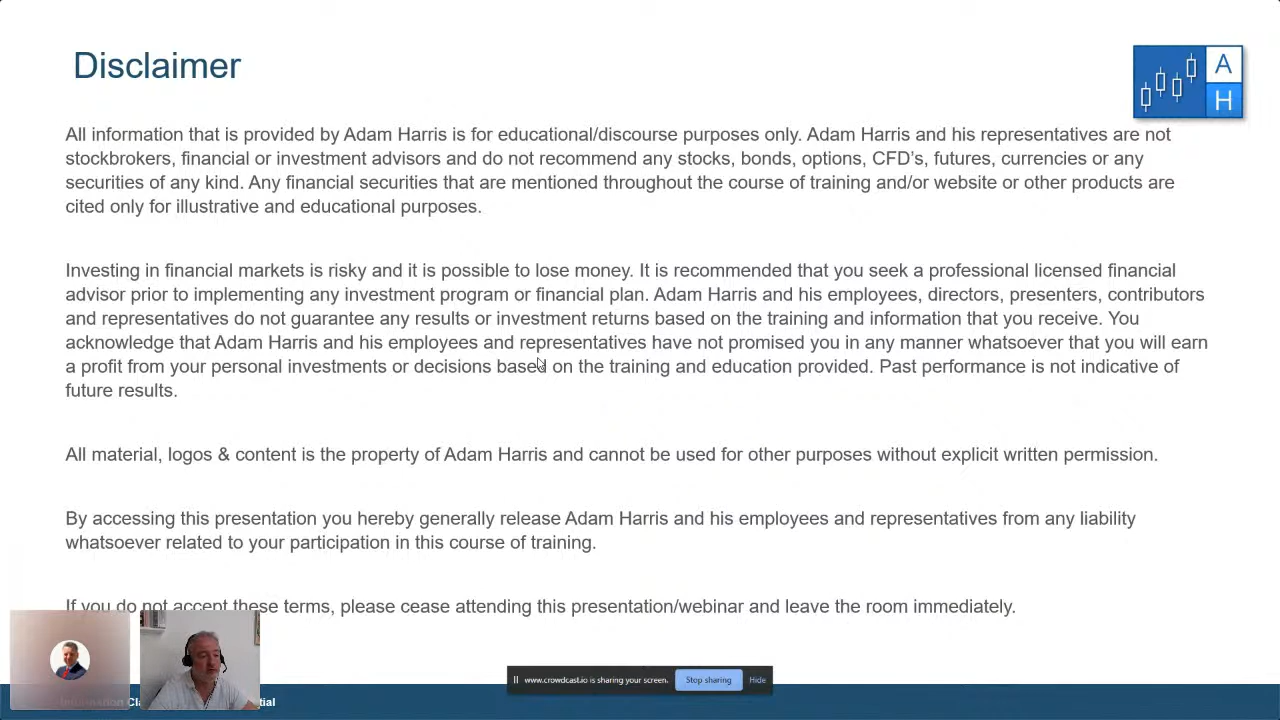 Disclaimer
A
H
All information that is provided by Adam Harris is for educational/discourse purposes only. Adam Harris and his representatives are not
stockbrokers, financial or investment advisors and do not recommend any stocks, bonds, options, CFD's, futures, currencies or any
securities of any kind. Any financial securities that are mentioned throughout the course of training and/or website or other products are
cited only for illustrative and educational purposes.
Investing in financial markets is risky and it is possible to lose money. It is recommended that you seek a professional licensed financial
advisor prior to implementing any investment program or financial plan. Adam Harris and his employees, directors, presenters, contributors
and representatives do not guarantee any results or investment returns based on the training and information that you receive. You
acknowledge that Adam Harris and his employees and representatives have not promised you in any manner whatsoever that you will earn
a profit from your personal investments or decisions based on the training and education provided. Past performance is not indicative of
future results.
All material, logos & content is the property of Adam Harris and cannot be used for other purposes without explicit written permission.
By accessing this presentation you hereby generally release Adam Harris and his employees and representatives from any liability
whatsoever related to your participation in this course of training.
If you do not accept these terms, please cease attending this presentation/webinar and leave the room immediately.
www.crowdcast.io is sharing your screen. Stop sharing Hide